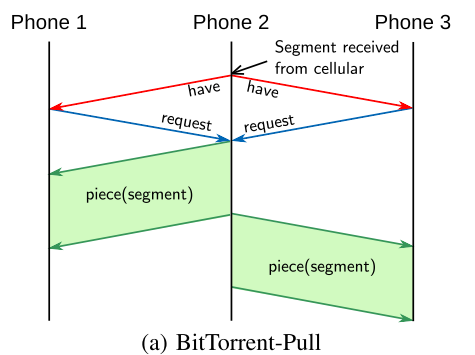 Phone 1 Phone 2 Phone 3
Segment received
from cellular
have have
request request
piece(segment)
piece(segment)
(a) BitTorrent-Pull